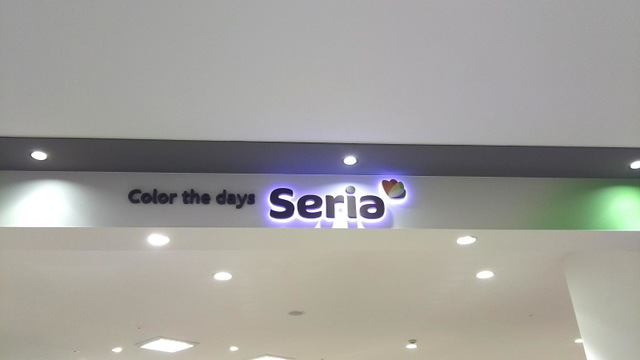 Color the days Seria